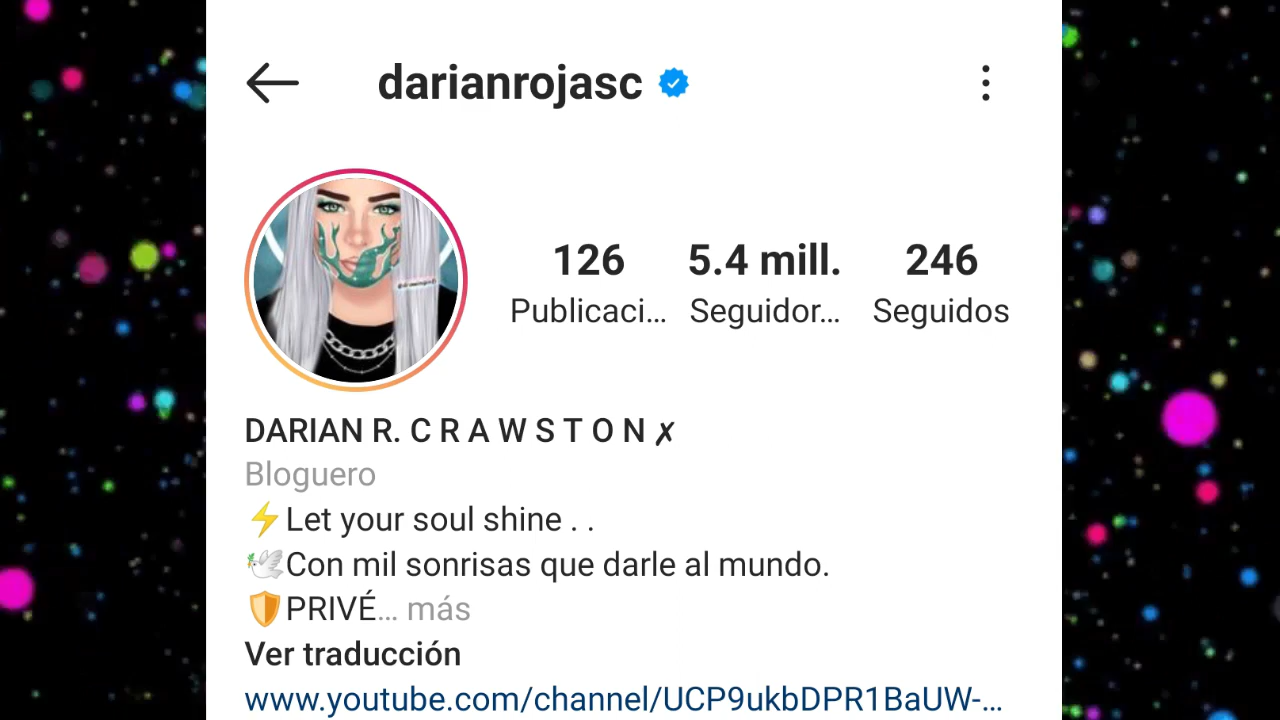 darianrojasc
126 5.4 mill. 246
Publicaci... Seguidor... Seguidos
DARIAN R. C R A W S T O N ✗
Bloguero
⚡Let your soul shine . .
🕊️Con mil sonrisas que darle al mundo.
🛡️PRIVÉ... más
Ver traducción
www.youtube.com/channel/UCP9ukbDPR1BaUW-...